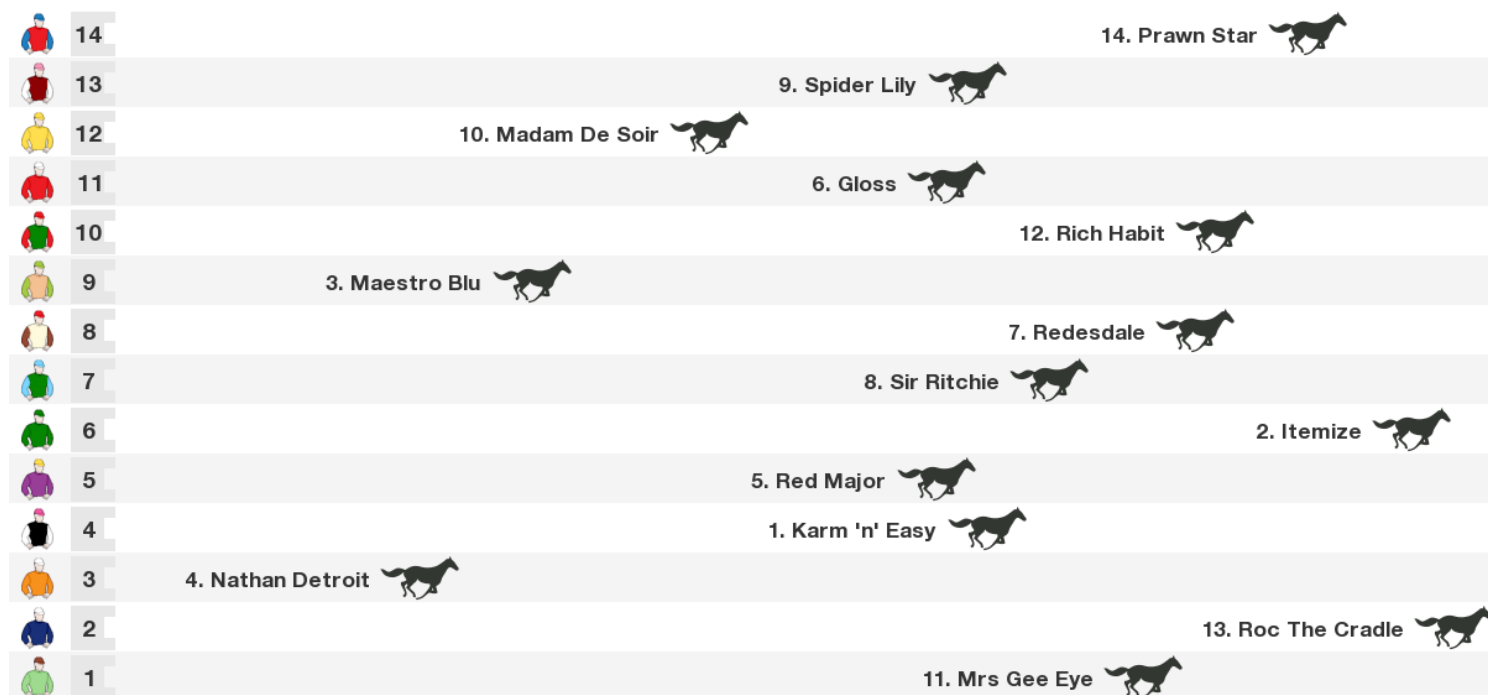 14 14. Prawn Star
13 9. Spider Lily
12 10. Madam De Soir
11 6. Gloss
10 12. Rich Habit
9 3. Maestro Blu
8 7. Redesdale
7 8. Sir Ritchie
6 2. Itemize
5 5. Red Major
4 1. Karm 'n' Easy
3 4. Nathan Detroit
2 13. Roc The Cradle
1 11. Mrs Gee Eye